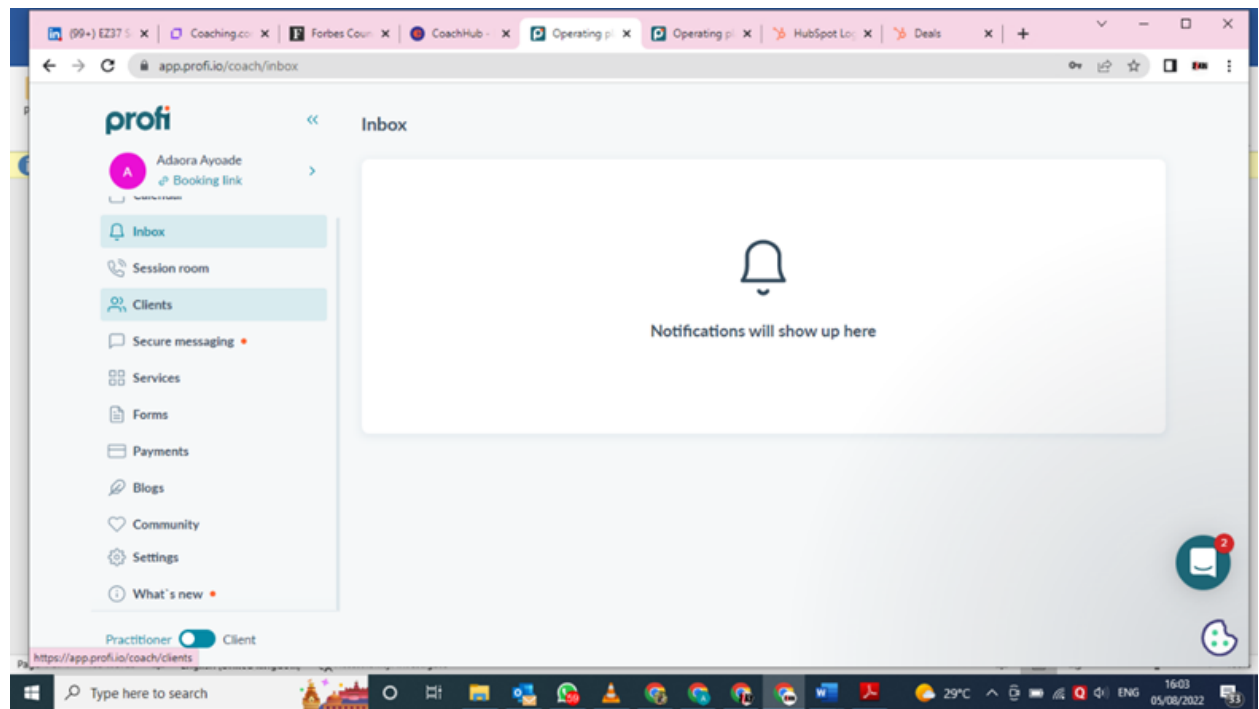 (99+) EZ37 S
Coaching.co
Forbes Coun
CoachHub -
Operating pl
Operating pl
HubSpot Log
Deals
app.profi.io/coach/inbox
profi
Inbox
A
Adaora Ayoade
Booking link
Calendar
Inbox
Session room
Clients
Secure messaging
Services
Forms
Payments
Blogs
Community
Settings
What's new
Notifications will show up here
2
Practitioner
Client
https://app.profi.io/coach/clients
Type here to search
29°C
ENG
16:03
05/08/2022
53